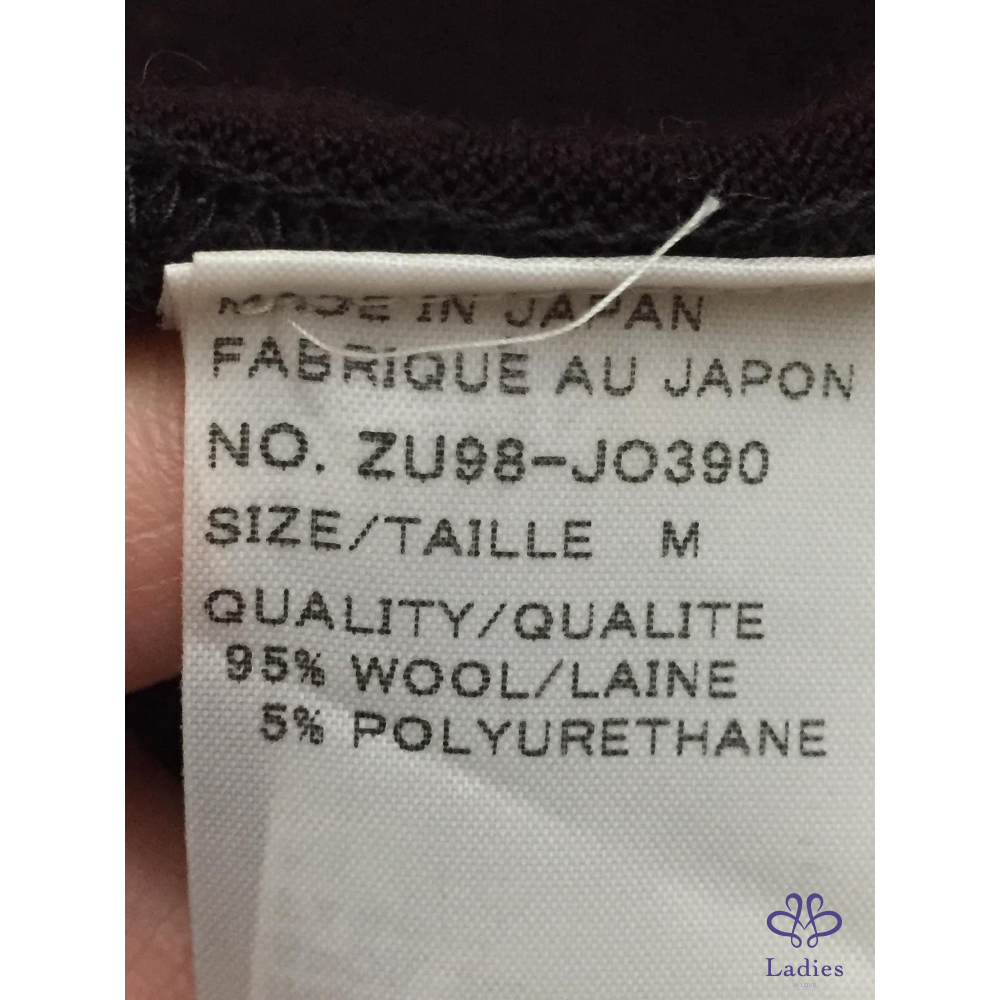 MADE IN JAPAN
FABRIQUE AU JAPON
NO. ZU98-JO390
SIZE/TAILLE M
QUALITY/QUALITE
95% WOOL/LAINE
5% POLYURETHANE
Ladies